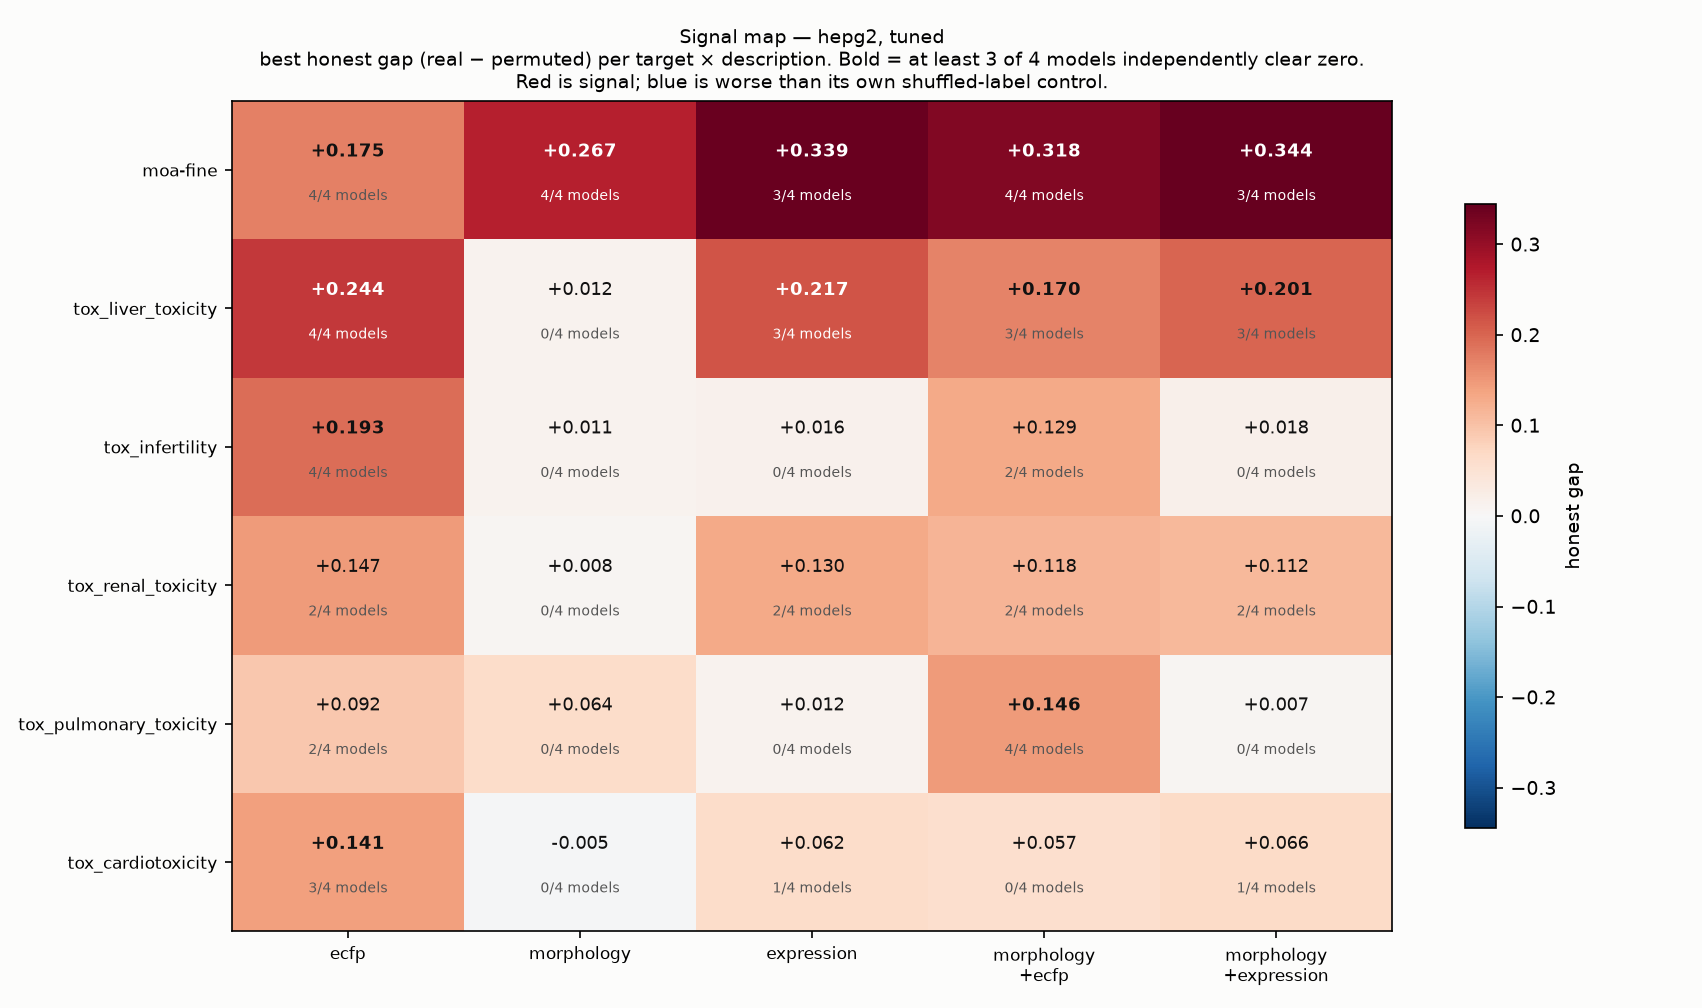 Signal map — hepg2, tuned
best honest gap (real − permuted) per target × description. Bold = at least 3 of 4 models independently clear zero.
Red is signal; blue is worse than its own shuffled-label control.
moa-fine
+0.175
+0.267
+0.339
+0.318
+0.344
4/4 models
4/4 models
3/4 models
4/4 models
3/4 models
tox_liver_toxicity
+0.244
+0.012
+0.217
+0.170
+0.201
4/4 models
0/4 models
3/4 models
3/4 models
3/4 models
tox_infertility
+0.193
+0.011
+0.016
+0.129
+0.018
4/4 models
0/4 models
0/4 models
2/4 models
0/4 models
tox_renal_toxicity
+0.147
+0.008
+0.130
+0.118
+0.112
2/4 models
0/4 models
2/4 models
2/4 models
2/4 models
tox_pulmonary_toxicity
+0.092
+0.064
+0.012
+0.146
+0.007
2/4 models
0/4 models
0/4 models
4/4 models
0/4 models
tox_cardiotoxicity
+0.141
-0.005
+0.062
+0.057
+0.066
3/4 models
0/4 models
1/4 models
0/4 models
1/4 models
ecfp
morphology
expression
morphology
+ecfp
morphology
+expression
0.3
0.2
0.1
0.0
−0.1
−0.2
−0.3
honest gap